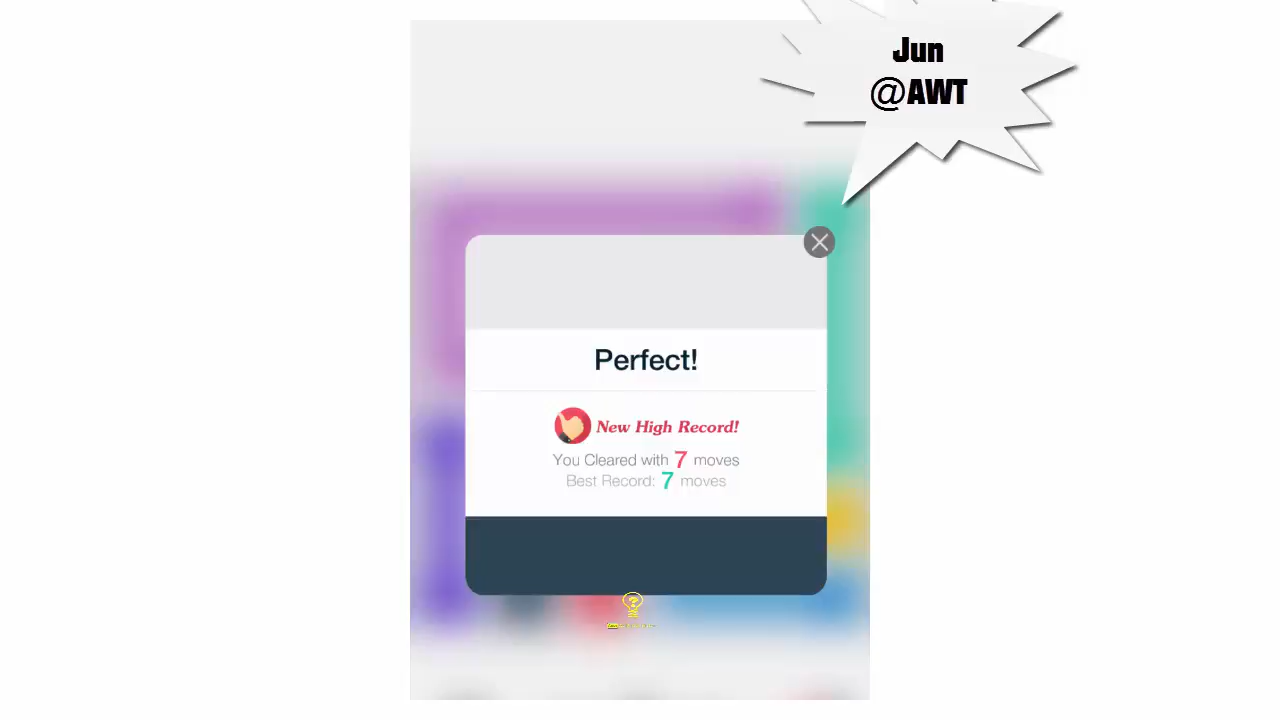 Jun
@AWT
Perfect!
New High Record!
You Cleared with 7 moves
Best Record: 7 moves